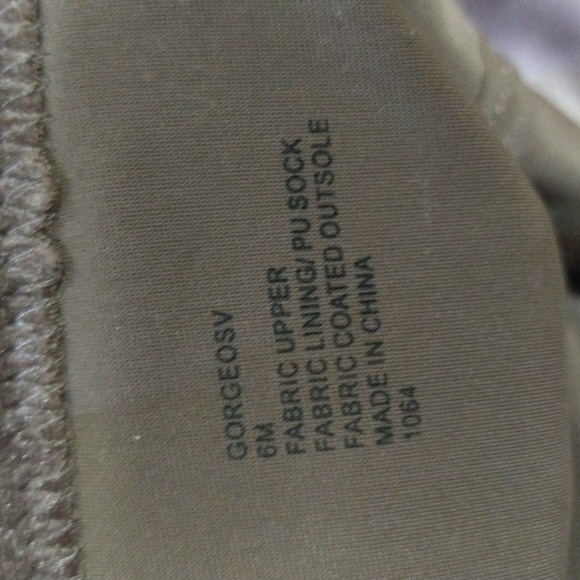 GORGEOSV
6M
FABRIC UPPER
FABRIC LINING/ PU SOCK
FABRIC COATED OUTSOLE
MADE IN CHINA
1064